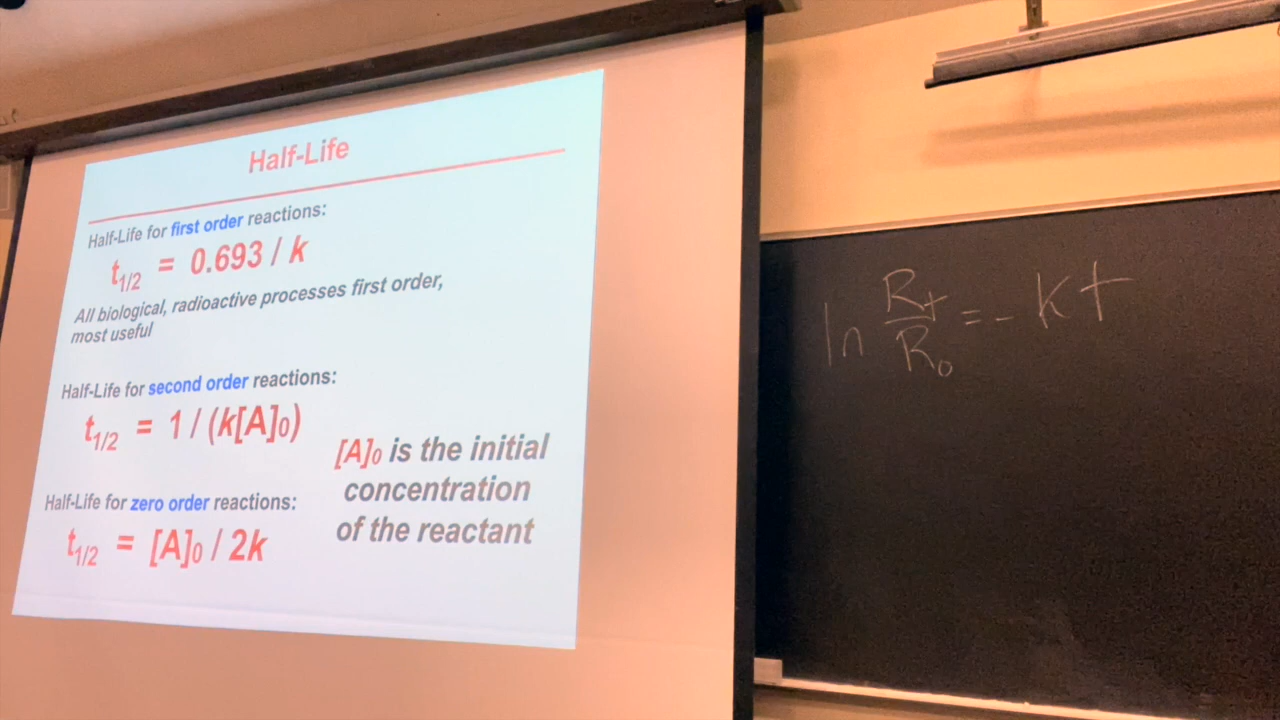 Half-Life
Half-Life for first order reactions:
t1/2 = 0.693 / k
All biological, radioactive processes first order,
most useful
Half-Life for second order reactions:
t1/2 = 1 / (k[A]0)
[A]0 is the initial
concentration
of the reactant
Half-Life for zero order reactions:
t1/2 = [A]0 / 2k
ln Rt/R0 = - kt